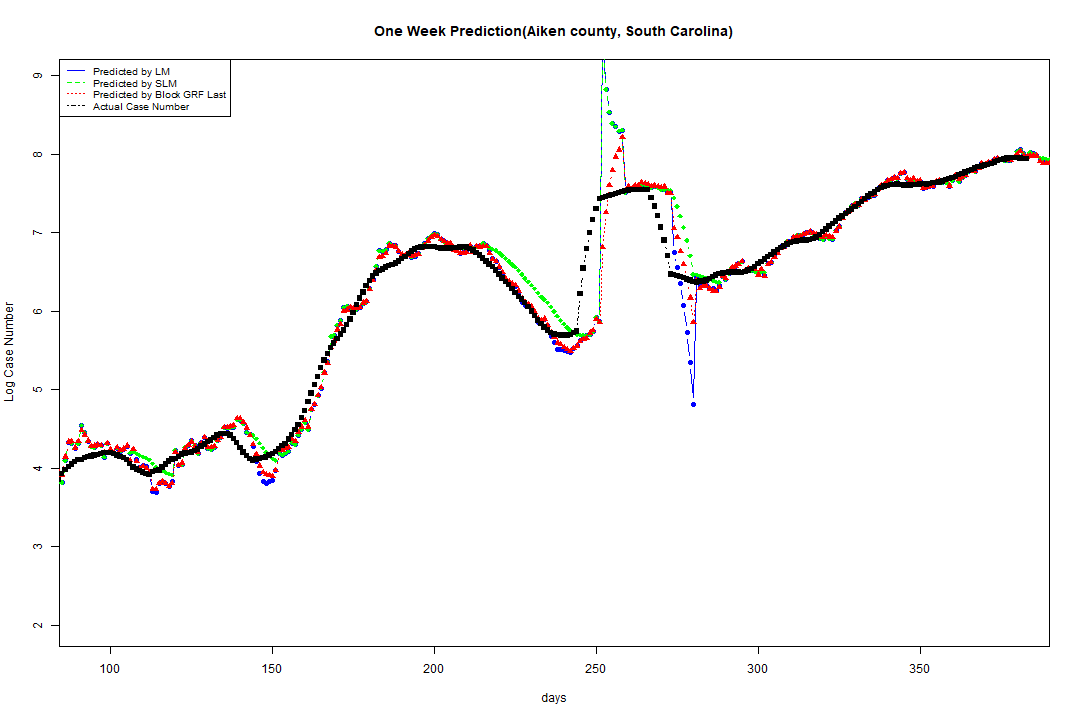 One Week Prediction(Aiken county, South Carolina)
Predicted by LM
Predicted by SLM
Predicted by Block GRF Last
Actual Case Number
9
8
7
6
5
4
3
2
Log Case Number
100 150 200 250 300 350
days